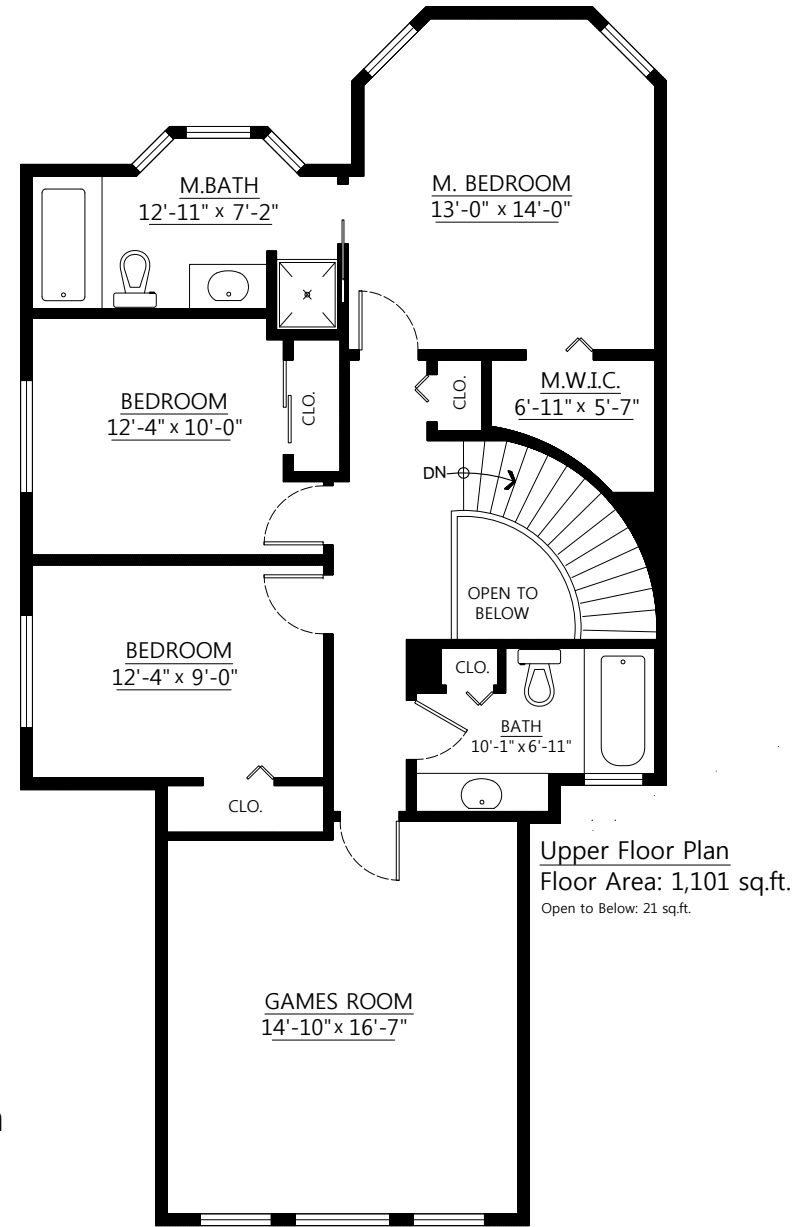 M.BATH
12'-11" x 7'-2"
M. BEDROOM
13'-0" x 14'-0"
BEDROOM
12'-4" x 10'-0"
CLO.
CLO.
M.W.I.C.
6'-11" x 5'-7"
DN
OPEN TO
BELOW
BEDROOM
12'-4" x 9'-0"
CLO.
BATH
10'-1" x 6'-11"
CLO.
Upper Floor Plan
Floor Area: 1,101 sq.ft.
Open to Below: 21 sq.ft.
GAMES ROOM
14'-10" x 16'-7"